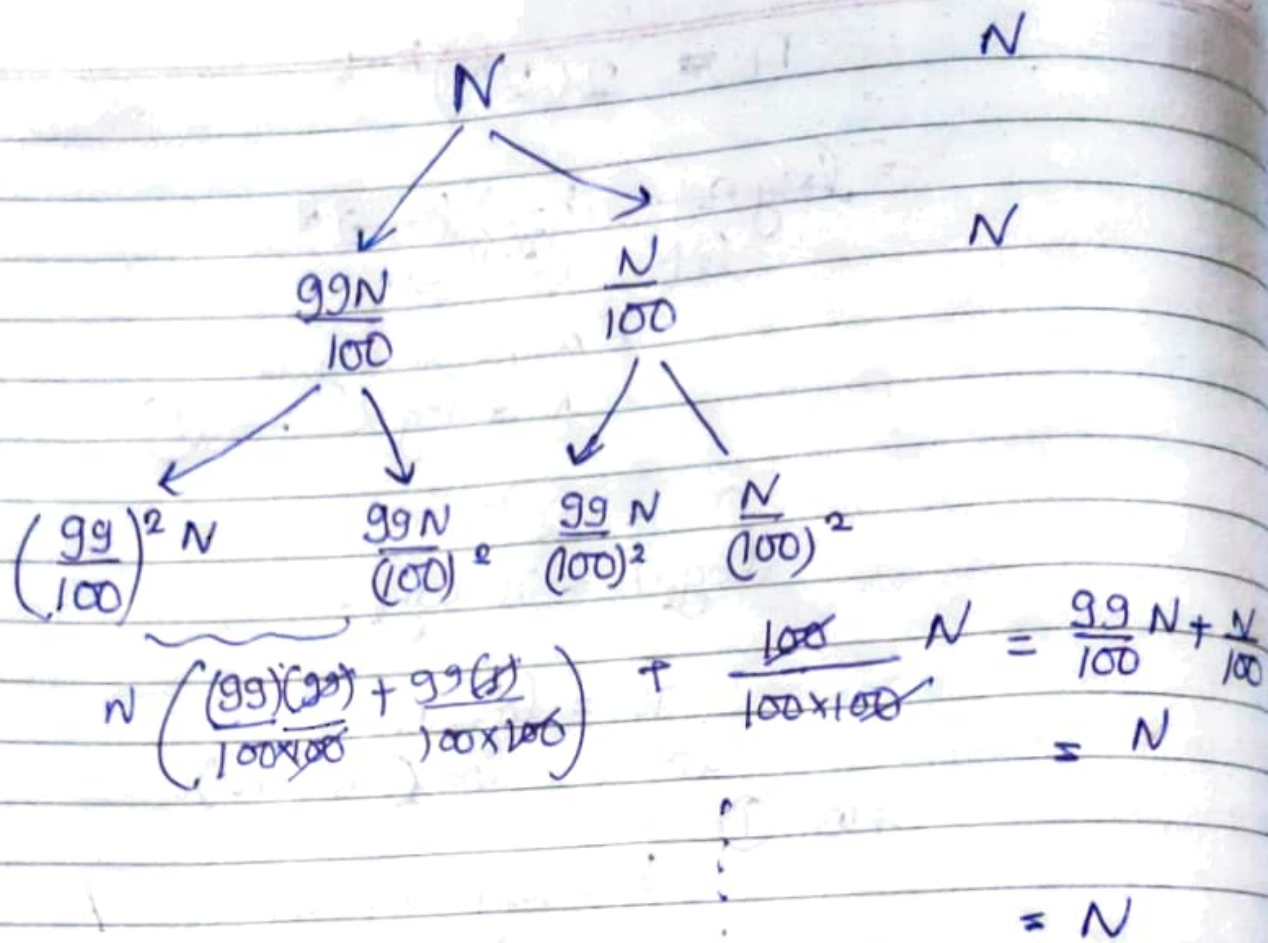 N N
99N/100 N/100 N
(99/100)² N 99N/(100)² 99 N/(100)² N/(100)²
N ( (99)(99)/100×100 + 99(1)/100×100 ) + 100/100×100 N = 99/100 N + N/100
= N
= N